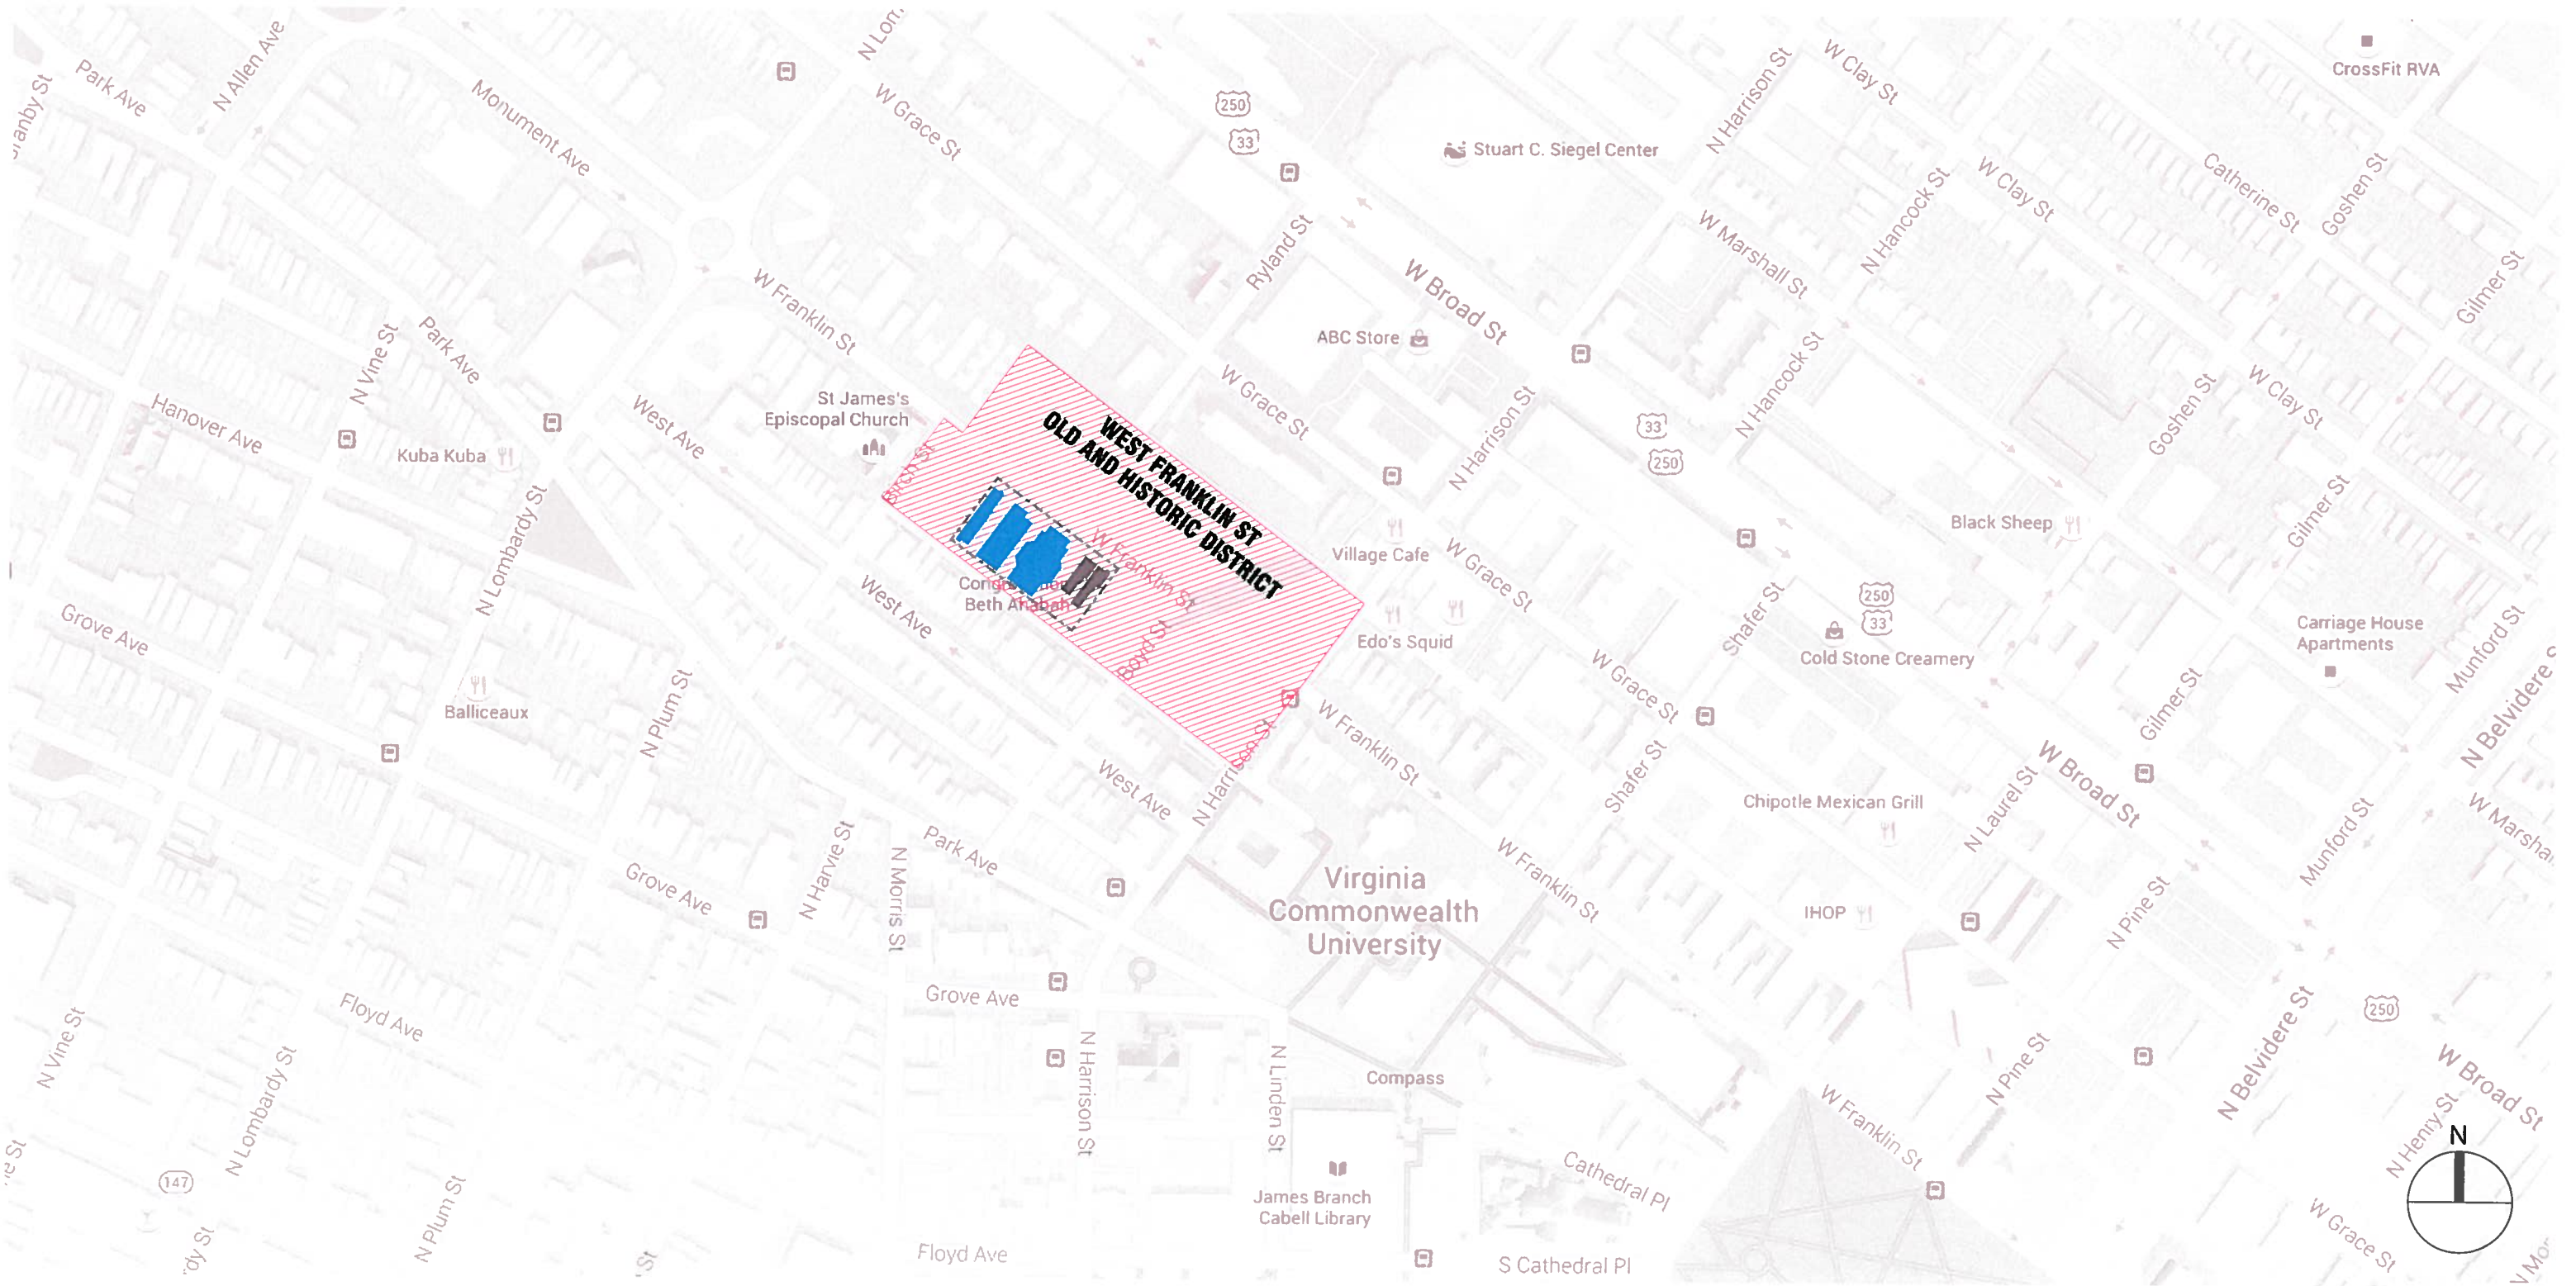 CrossFit RVA
Park Ave
N Allen Ave
Monument Ave
W Grace St
250
33
Stuart C. Siegel Center
N Harrison St
W Clay St
W Clay St
Catherine St
Goshen St
Gilmer St
N Hancock St
W Marshall St
Ryland St
W Broad St
W Franklin St
ABC Store
N Vine St
Park Ave
St James's
Episcopal Church
West Ave
Hanover Ave
Kuba Kuba
WEST FRANKLIN ST
OLD AND HISTORIC DISTRICT
W Grace St
N Harrison St
N Hancock St
33
250
Goshen St
W Clay St
Birch St
N Lombardy St
Village Cafe
W Grace St
Black Sheep
Gilmer St
W Franklin St
Beth Ahabah
West Ave
Boyd St
Edo's Squid
Shafer St
250
33
Cold Stone Creamery
Carriage House
Apartments
Munford St
N Belvidere
Grove Ave
Balliceaux
N Plum St
W Grace St
Gilmer St
W Franklin St
Shafer St
W Broad St
West Ave
Chipotle Mexican Grill
N Laurel St
Munford St
N Harvie St
N Morris St
Park Ave
Grove Ave
Virginia
Commonwealth
University
W Franklin St
IHOP
N Pine St
Grove Ave
Floyd Ave
N Vine St
N Lombardy St
N Harrison St
N Linden St
Compass
N Pine St
N Belvidere St
250
W Broad St
W Franklin St
N Henry St
N
147
N Plum St
James Branch
Cabell Library
Cathedral Pl
Floyd Ave
S Cathedral Pl
W Grace St